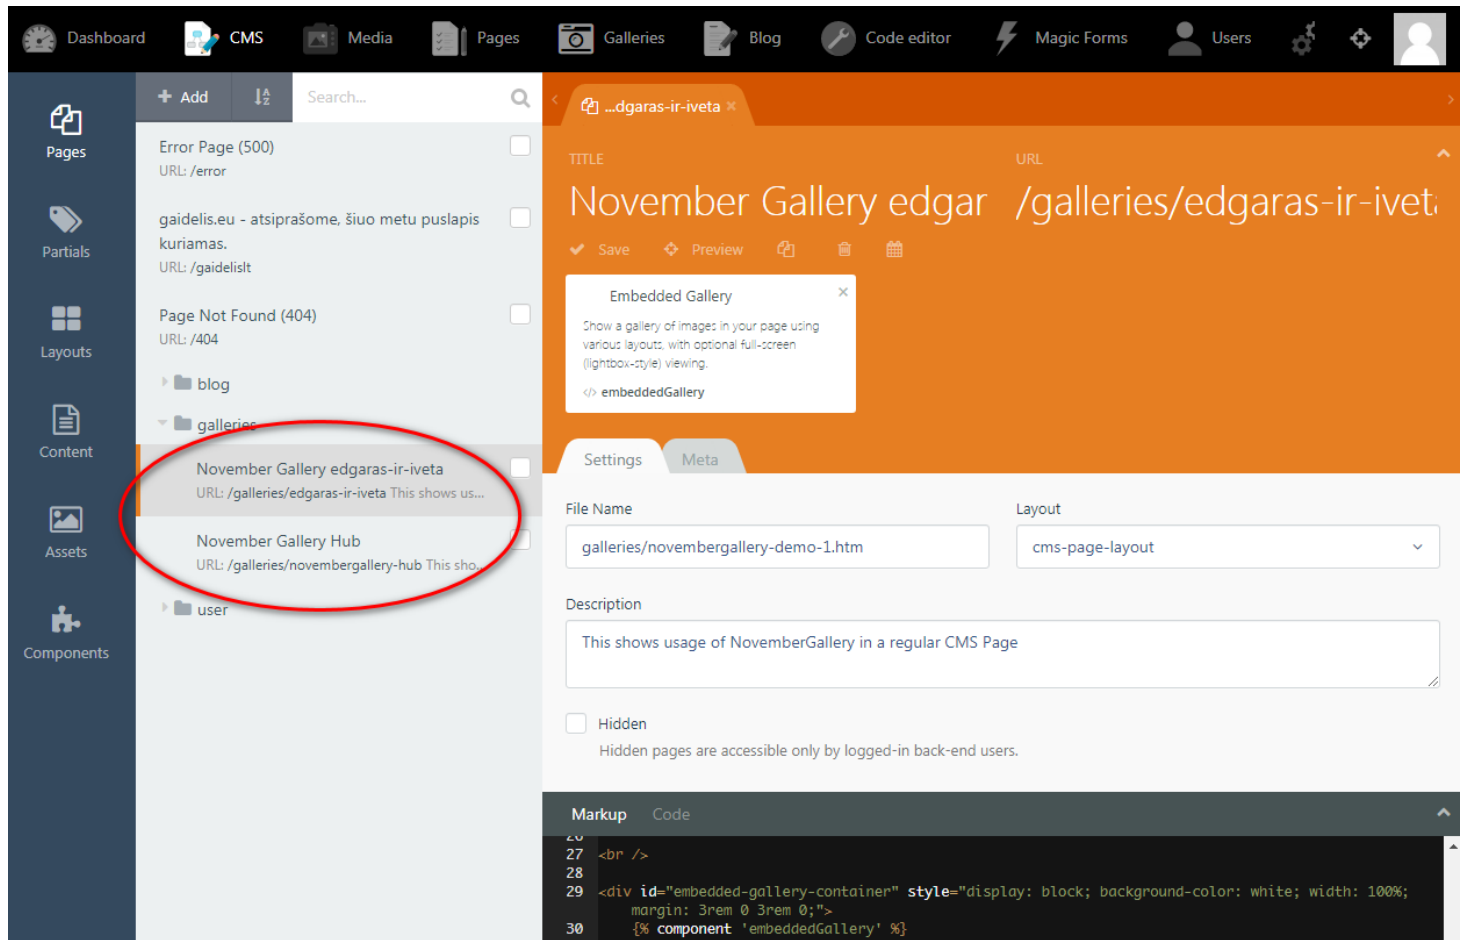 Dashboard CMS Media Pages Galleries Blog Code editor Magic Forms Users
Pages
Partials
Layouts
Content
Assets
Components
+ Add Search...
Error Page (500)
URL: /error
gaidelis.eu - atsiprašome, šiuo metu puslapis
kuriamas.
URL: /gaidelislt
Page Not Found (404)
URL: /404
blog
galleries
November Gallery edgaras-ir-iveta
URL: /galleries/edgaras-ir-iveta This shows us...
November Gallery Hub
URL: /galleries/novembergallery-hub This sho...
user
...dgaras-ir-iveta ×
TITLE
November Gallery edgar
URL
/galleries/edgaras-ir-iveta
Save Preview
Embedded Gallery ×
Show a gallery of images in your page using
various layouts, with optional full-screen
(lightbox-style) viewing.
</> embeddedGallery
Settings Meta
File Name
galleries/novembergallery-demo-1.htm
Layout
cms-page-layout
Description
This shows usage of NovemberGallery in a regular CMS Page
Hidden
Hidden pages are accessible only by logged-in back-end users.
Markup Code
26
27 <br />
28
29 <div id="embedded-gallery-container" style="display: block; background-color: white; width: 100%;
margin: 3rem 0 3rem 0;">
30 {% component 'embeddedGallery' %}